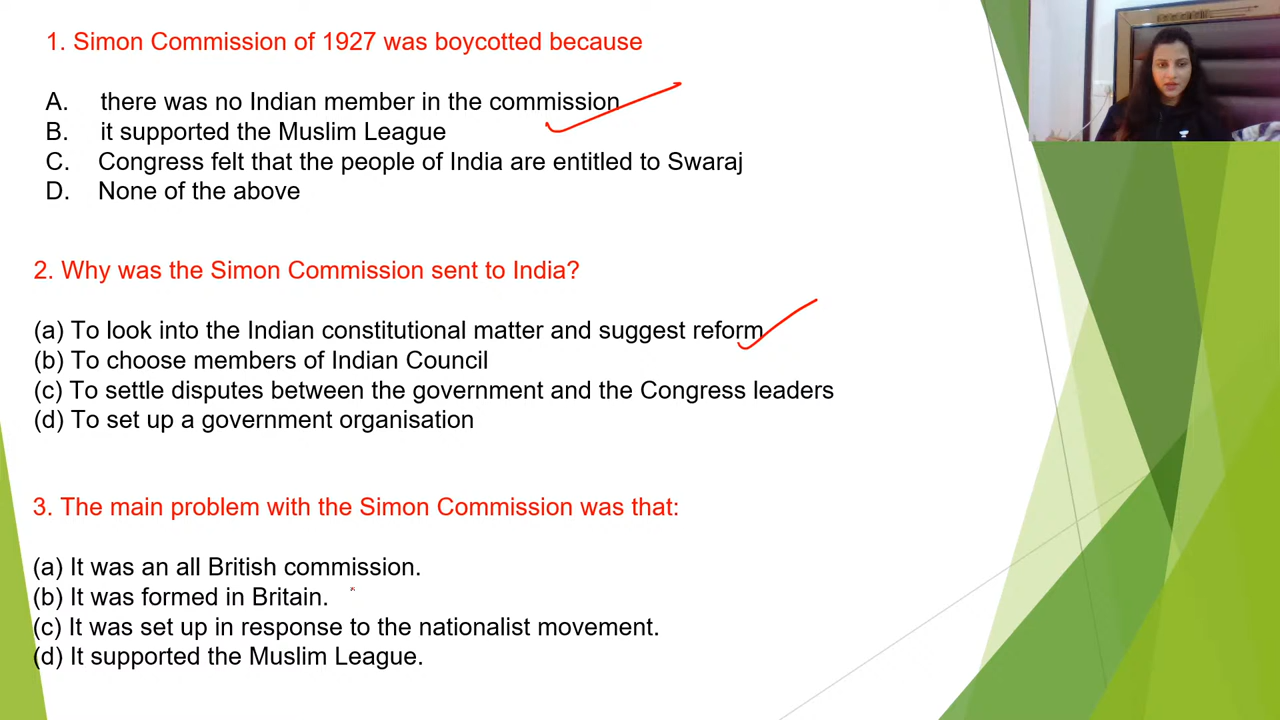 1. Simon Commission of 1927 was boycotted because
A. there was no Indian member in the commission
B. it supported the Muslim League
C. Congress felt that the people of India are entitled to Swaraj
D. None of the above
2. Why was the Simon Commission sent to India?
(a) To look into the Indian constitutional matter and suggest reform
(b) To choose members of Indian Council
(c) To settle disputes between the government and the Congress leaders
(d) To set up a government organisation
3. The main problem with the Simon Commission was that:
(a) It was an all British commission.
(b) It was formed in Britain.
(c) It was set up in response to the nationalist movement.
(d) It supported the Muslim League.